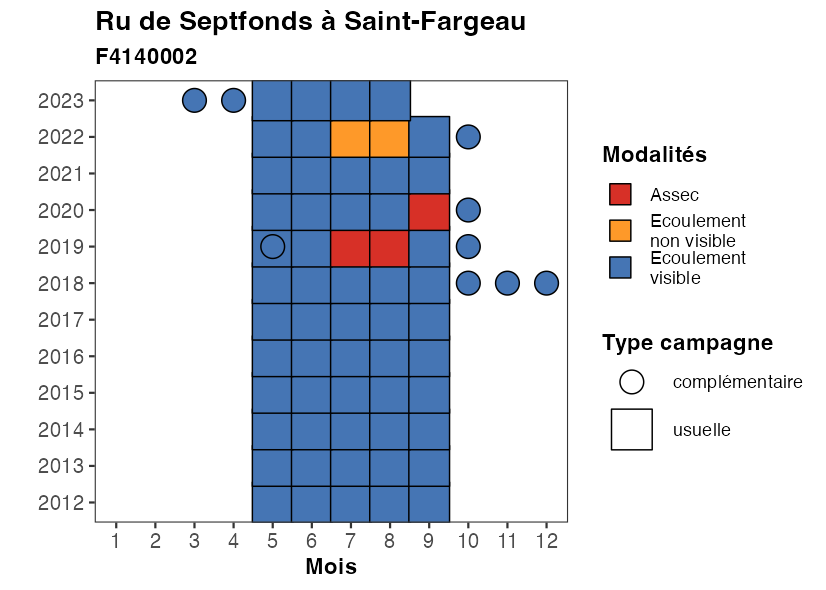 Ru de Septfonds à Saint-Fargeau
F4140002
2023
2022
2021
2020
2019
2018
2017
2016
2015
2014
2013
2012
1 2 3 4 5 6 7 8 9 10 11 12
Mois
Modalités
Assec
Ecoulement
non visible
Ecoulement
visible
Type campagne
complémentaire
usuelle